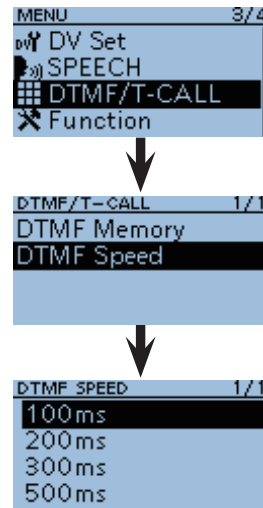 MENU 3/4
DV DV Set
SPEECH
DTMF/T-CALL
Function
DTMF/T-CALL 1/1
DTMF Memory
DTMF Speed
DTMF SPEED 1/1
100ms
200ms
300ms
500ms